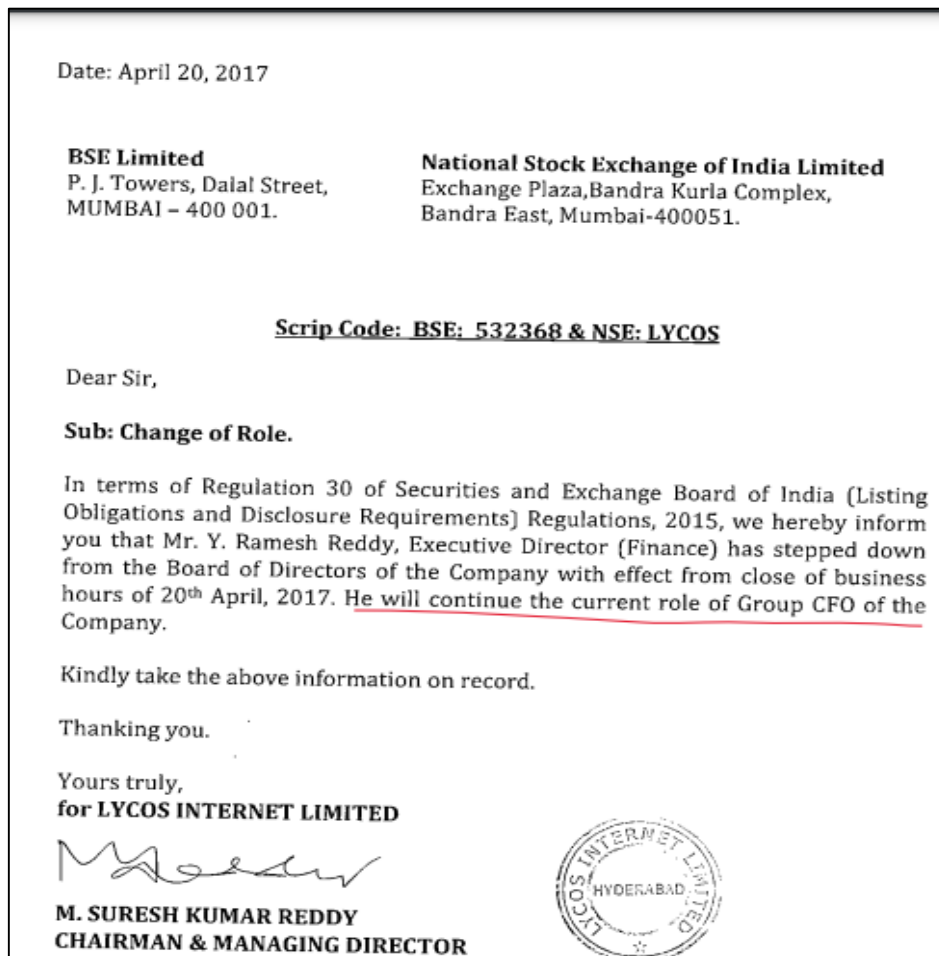 Date: April 20, 2017
BSE Limited
P. J. Towers, Dalal Street,
MUMBAI – 400 001.
National Stock Exchange of India Limited
Exchange Plaza,Bandra Kurla Complex,
Bandra East, Mumbai-400051.
Scrip Code: BSE: 532368 & NSE: LYCOS
Dear Sir,
Sub: Change of Role.
In terms of Regulation 30 of Securities and Exchange Board of India (Listing
Obligations and Disclosure Requirements) Regulations, 2015, we hereby inform
you that Mr. Y. Ramesh Reddy, Executive Director (Finance) has stepped down
from the Board of Directors of the Company with effect from close of business
hours of 20th April, 2017. He will continue the current role of Group CFO of the
Company.
Kindly take the above information on record.
Thanking you.
Yours truly,
for LYCOS INTERNET LIMITED
M. SURESH KUMAR REDDY
CHAIRMAN & MANAGING DIRECTOR
LYCOS INTERNET LIMITED
HYDERABAD